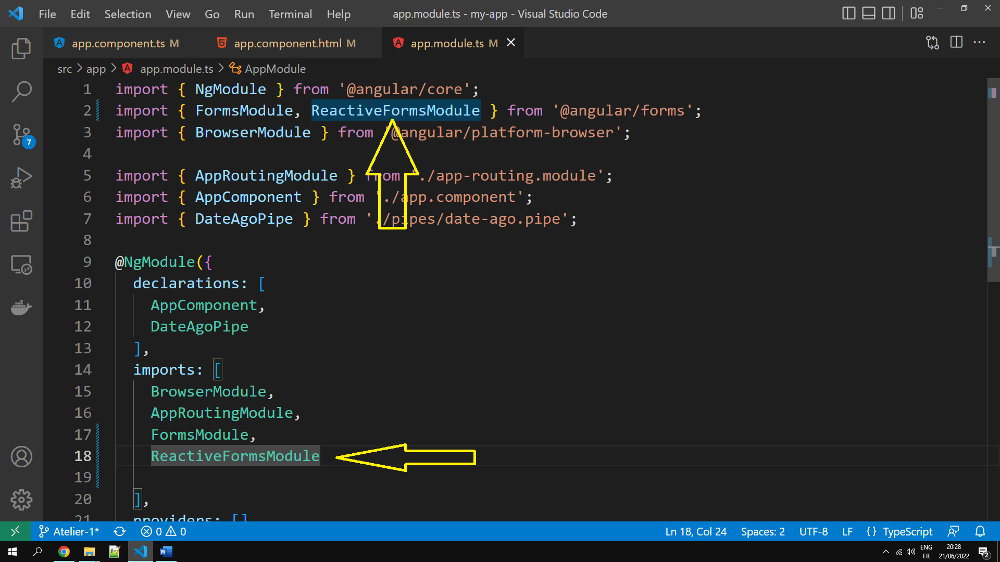 File Edit Selection View Go Run Terminal Help
app.module.ts - my-app - Visual Studio Code
app.component.ts M
app.component.html M
app.module.ts M
src > app > app.module.ts > AppModule
1 import { NgModule } from '@angular/core';
2 import { FormsModule, ReactiveFormsModule } from '@angular/forms';
3 import { BrowserModule } from '@angular/platform-browser';
4
5 import { AppRoutingModule } from './app-routing.module';
6 import { AppComponent } from './app.component';
7 import { DateAgoPipe } from './pipes/date-ago.pipe';
8
9 @NgModule({
10 declarations: [
11 AppComponent,
12 DateAgoPipe
13 ],
14 imports: [
15 BrowserModule,
16 AppRoutingModule,
17 FormsModule,
18 ReactiveFormsModule
19
20 ],
21 providers: []
7
Atelier-1* 0 0 Ln 18, Col 24 Spaces: 2 UTF-8 LF {} TypeScript
ENG 20:28
FR 21/06/2022 2